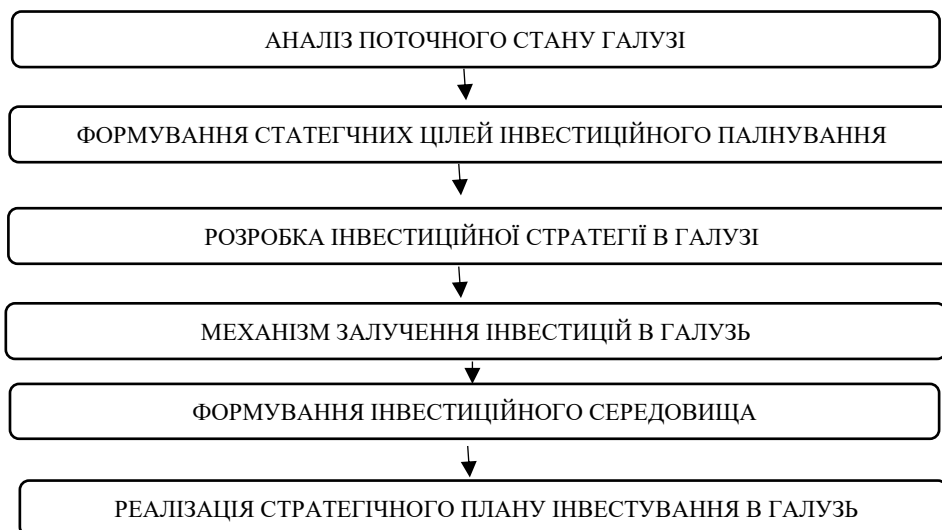 АНАЛІЗ ПОТОЧНОГО СТАНУ ГАЛУЗІ
ФОРМУВАННЯ СТАТЕГЧНИХ ЦІЛЕЙ ІНВЕСТИЦІЙНОГО ПАЛНУВАННЯ
РОЗРОБКА ІНВЕСТИЦІЙНОЇ СТРАТЕГІЇ В ГАЛУЗІ
МЕХАНІЗМ ЗАЛУЧЕННЯ ІНВЕСТИЦІЙ В ГАЛУЗЬ
ФОРМУВАННЯ ІНВЕСТИЦІЙНОГО СЕРЕДОВИЩА
РЕАЛІЗАЦІЯ СТРАТЕГІЧНОГО ПЛАНУ ІНВЕСТУВАННЯ В ГАЛУЗЬ